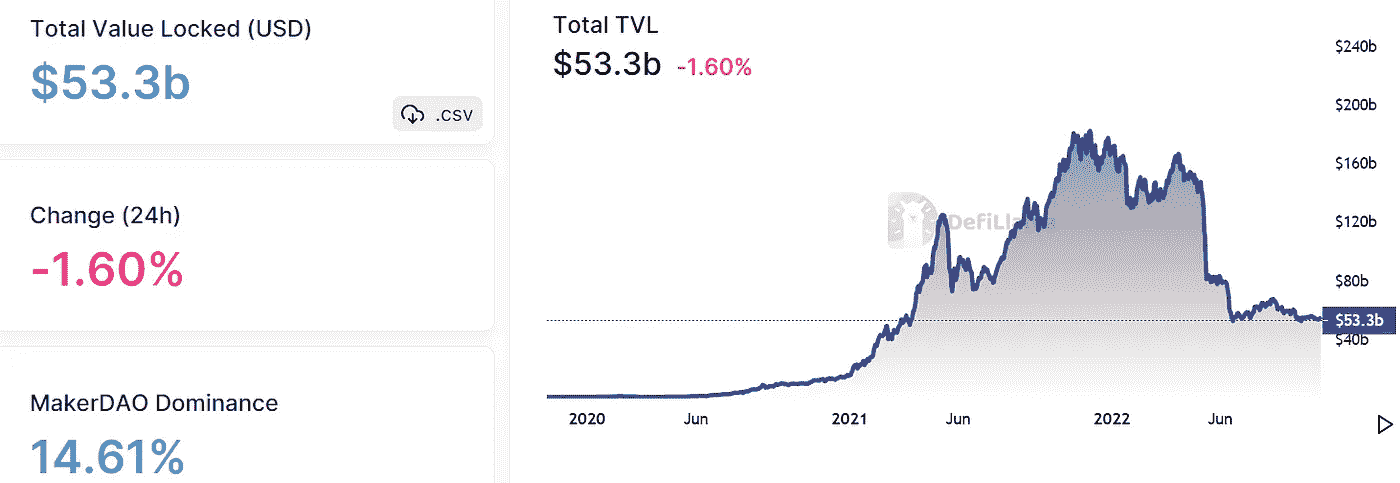 Total Value Locked (USD)
$53.3b
.csv
Change (24h)
-1.60%
MakerDAO Dominance
14.61%
Total TVL
$53.3b -1.60%
$240b
$200b
$160b
$120b
$80b
$53.3b
$40b
2020 Jun 2021 Jun 2022 Jun